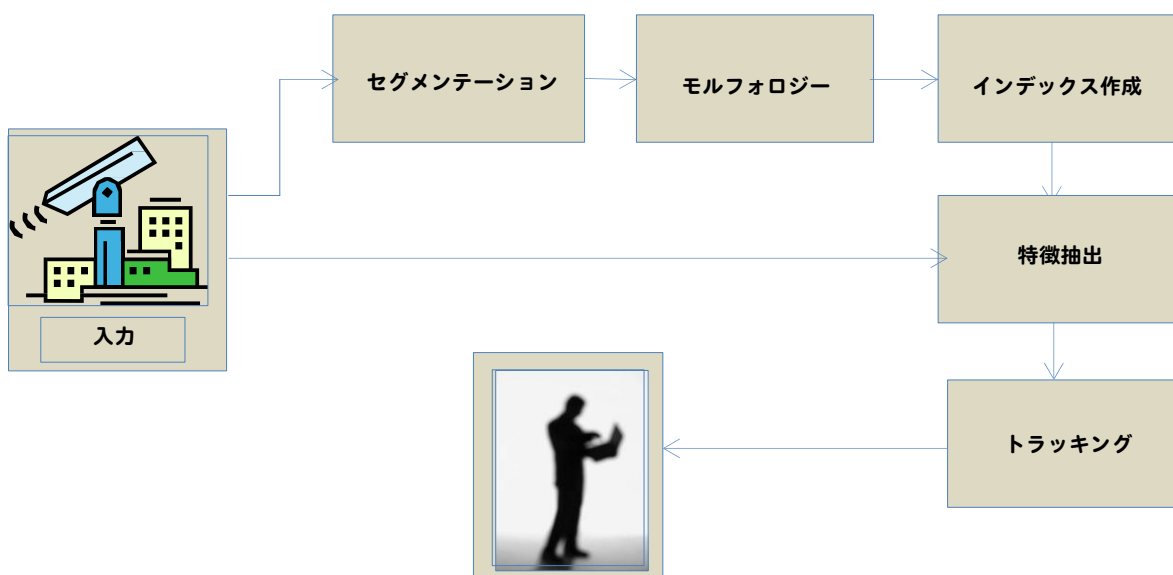 セグメンテーション
モルフォロジー
インデックス作成
特徴抽出
入力
トラッキング